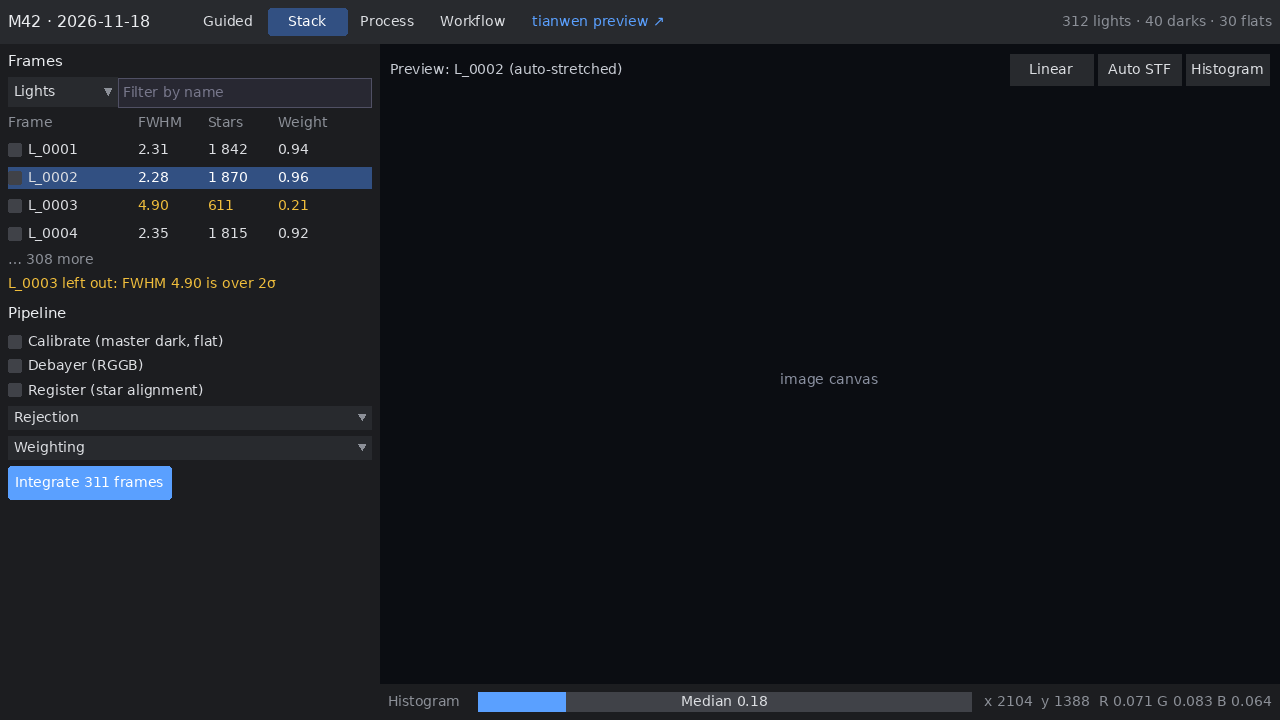 M42 · 2026-11-18 Guided Stack Process Workflow tianwen preview ↗ 312 lights · 40 darks · 30 flats
Frames
Lights Filter by name
Frame FWHM Stars Weight
L_0001 2.31 1 842 0.94
L_0002 2.28 1 870 0.96
L_0003 4.90 611 0.21
L_0004 2.35 1 815 0.92
... 308 more
L_0003 left out: FWHM 4.90 is over 2σ
Pipeline
Calibrate (master dark, flat)
Debayer (RGGB)
Register (star alignment)
Rejection
Weighting
Integrate 311 frames
Preview: L_0002 (auto-stretched) Linear Auto STF Histogram
image canvas
Histogram Median 0.18 x 2104 y 1388 R 0.071 G 0.083 B 0.064